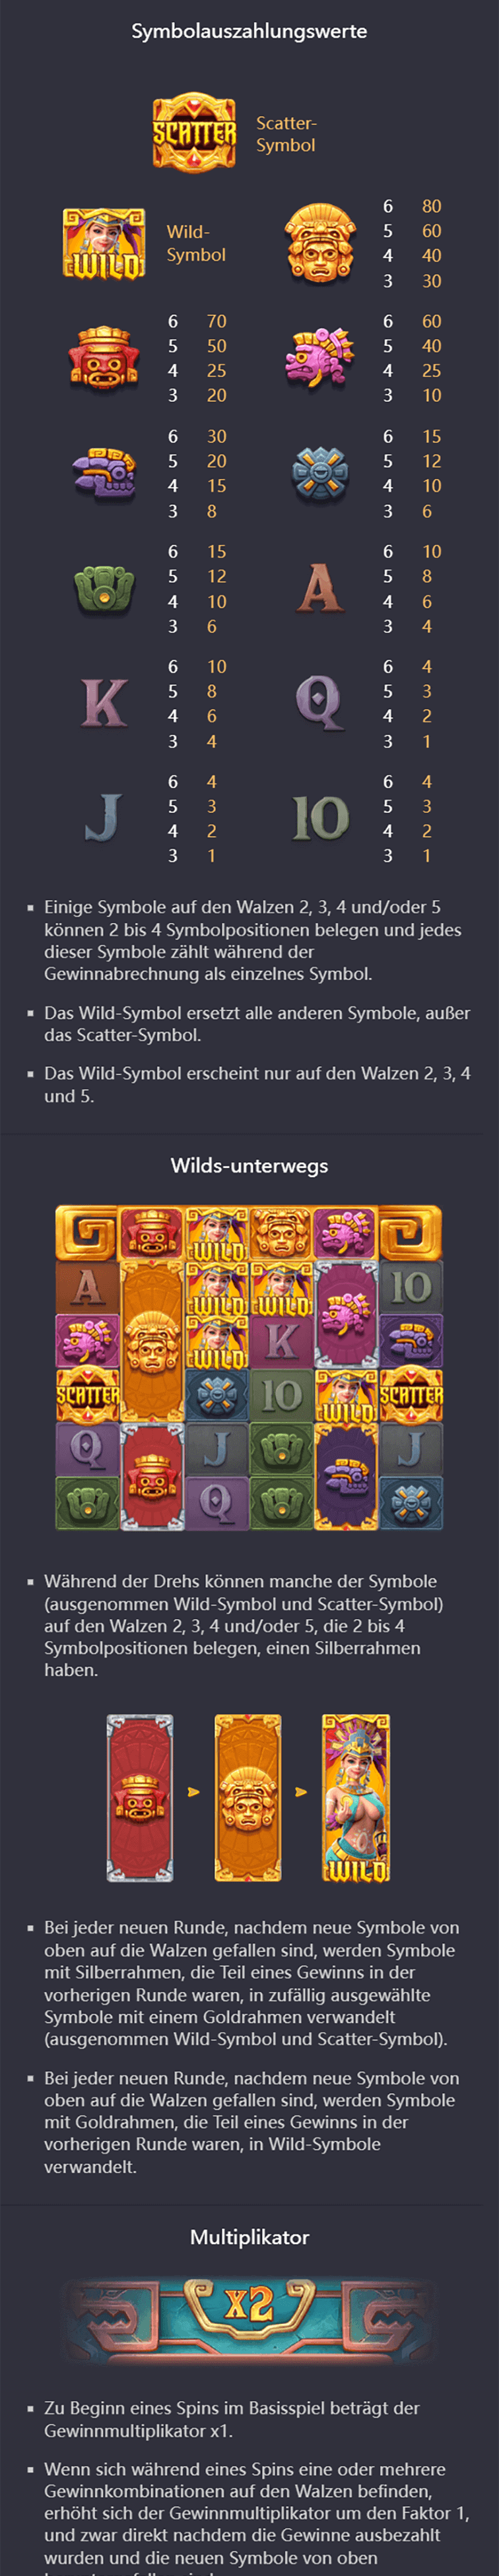 Symbolauszahlungswerte
SCATTER
Scatter-
Symbol
WILD
Wild-
Symbol
6 80
5 60
4 40
3 30
6 70
5 50
4 25
3 20
6 60
5 40
4 25
3 10
6 30
5 20
4 15
3 8
6 15
5 12
4 10
3 6
6 15
5 12
4 10
3 6
A
6 10
5 8
4 6
3 4
K
6 10
5 8
4 6
3 4
Q
6 4
5 3
4 2
3 1
J
6 4
5 3
4 2
3 1
10
6 4
5 3
4 2
3 1
Einige Symbole auf den Walzen 2, 3, 4 und/oder 5
können 2 bis 4 Symbolpositionen belegen und jedes
dieser Symbole zählt während der
Gewinnabrechnung als einzelnes Symbol.
Das Wild-Symbol ersetzt alle anderen Symbole, außer
das Scatter-Symbol.
Das Wild-Symbol erscheint nur auf den Walzen 2, 3, 4
und 5.
Wilds-unterwegs
WILD
A WILD WILD 10
WILD K
SCATTER 10 WILD SCATTER
Q J J
Q
Während der Drehs können manche der Symbole
(ausgenommen Wild-Symbol und Scatter-Symbol)
auf den Walzen 2, 3, 4 und/oder 5, die 2 bis 4
Symbolpositionen belegen, einen Silberrahmen
haben.
WILD
Bei jeder neuen Runde, nachdem neue Symbole von
oben auf die Walzen gefallen sind, werden Symbole
mit Silberrahmen, die Teil eines Gewinns in der
vorherigen Runde waren, in zufällig ausgewählte
Symbole mit einem Goldrahmen verwandelt
(ausgenommen Wild-Symbol und Scatter-Symbol).
Bei jeder neuen Runde, nachdem neue Symbole von
oben auf die Walzen gefallen sind, werden Symbole
mit Goldrahmen, die Teil eines Gewinns in der
vorherigen Runde waren, in Wild-Symbole
verwandelt.
Multiplikator
x2
Zu Beginn eines Spins im Basisspiel beträgt der
Gewinnmultiplikator x1.
Wenn sich während eines Spins eine oder mehrere
Gewinnkombinationen auf den Walzen befinden,
erhöht sich der Gewinnmultiplikator um den Faktor 1,
und zwar direkt nachdem die Gewinne ausbezahlt
wurden und die neuen Symbole von oben